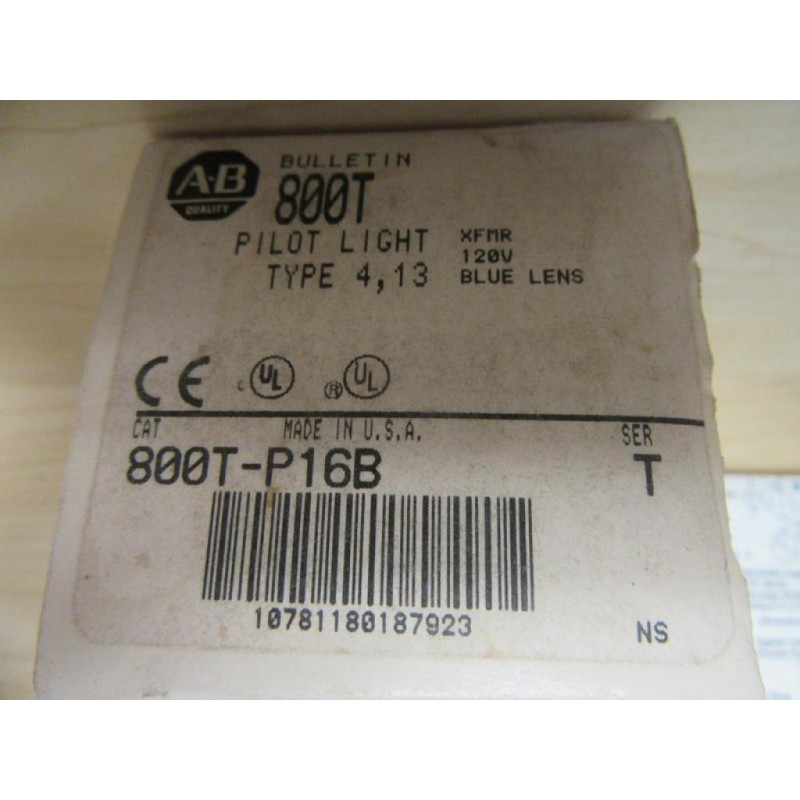 A·B
QUALITY
BULLETIN
800T
PILOT LIGHT XFMR
120V
TYPE 4,13 BLUE LENS
CE c UL ® UL
CAT MADE IN U.S.A. SER
800T-P16B T
10781180187923
NS